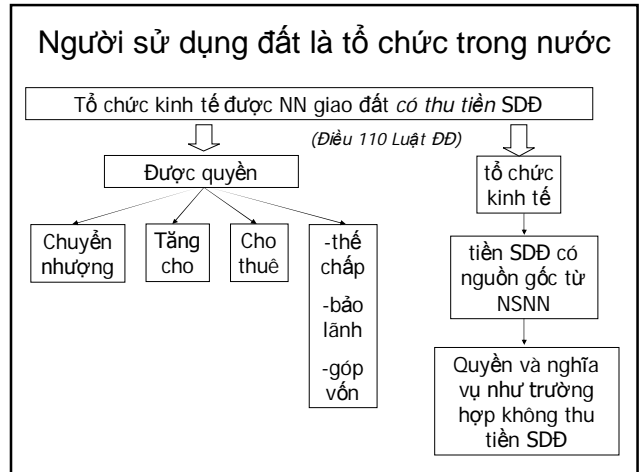 Người sử dụng đất là tổ chức trong nước
Tổ chức kinh tế được NN giao đất có thu tiền SDĐ
(Điều 110 Luật ĐĐ)
Được quyền
tổ chức
kinh tế
Chuyển
nhượng
Tăng
cho
Cho
thuê
-thế
chấp
-bảo
lãnh
-góp
vốn
tiền SDĐ có
nguồn gốc từ
NSNN
Quyền và nghĩa
vụ như trường
hợp không thu
tiền SDĐ